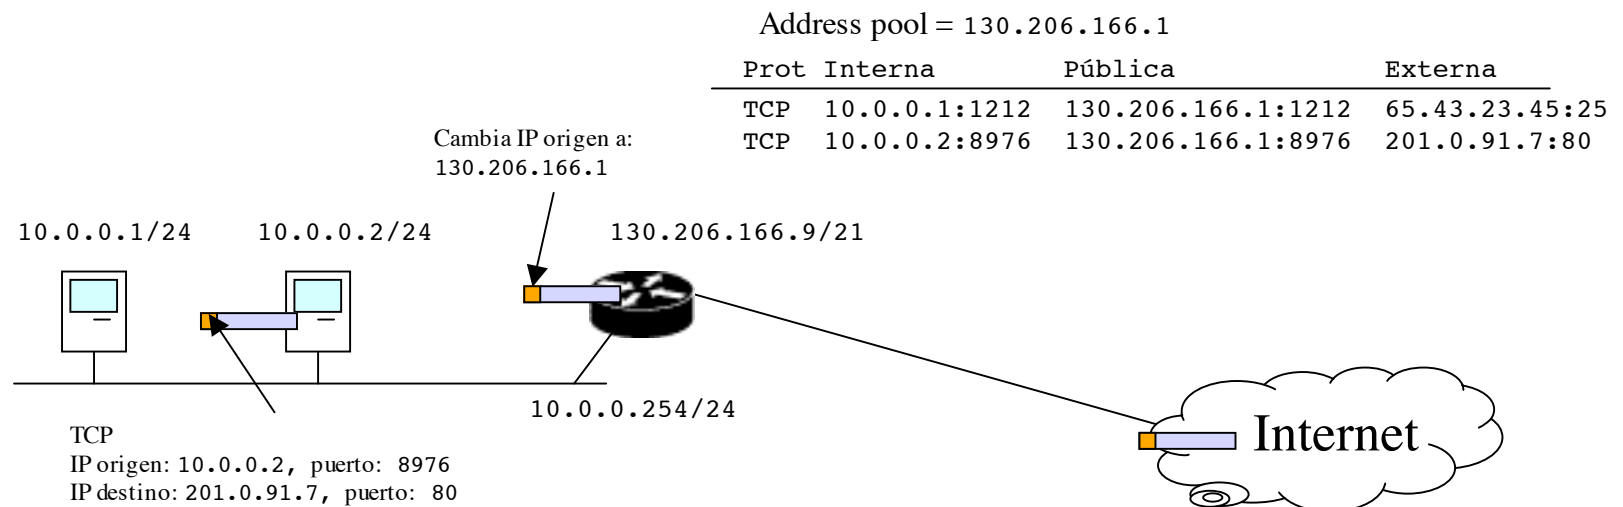 Address pool = 130.206.166.1
Prot Interna Pública Externa
TCP 10.0.0.1:1212 130.206.166.1:1212 65.43.23.45:25
TCP 10.0.0.2:8976 130.206.166.1:8976 201.0.91.7:80
Cambia IP origen a:
130.206.166.1
10.0.0.1/24 10.0.0.2/24 130.206.166.9/21
10.0.0.254/24
Internet
TCP
IP origen: 10.0.0.2, puerto: 8976
IP destino: 201.0.91.7, puerto: 80